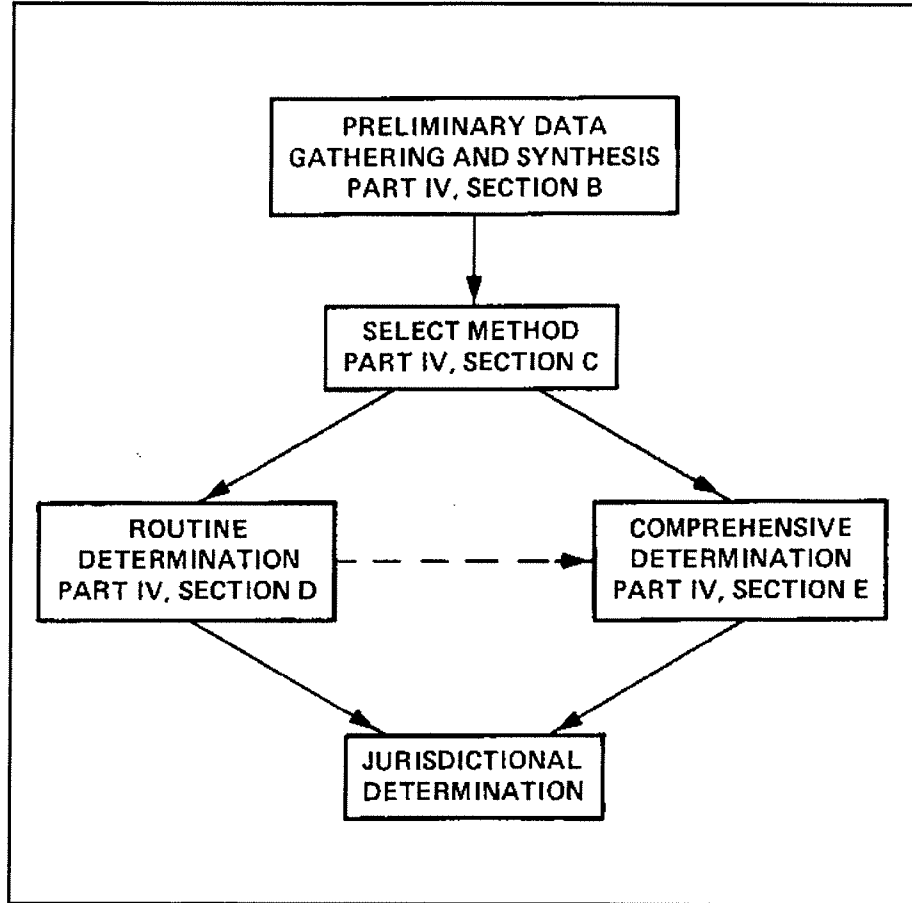 PRELIMINARY DATA
GATHERING AND SYNTHESIS
PART IV, SECTION B
SELECT METHOD
PART IV, SECTION C
ROUTINE
DETERMINATION
PART IV, SECTION D
COMPREHENSIVE
DETERMINATION
PART IV, SECTION E
JURISDICTIONAL
DETERMINATION